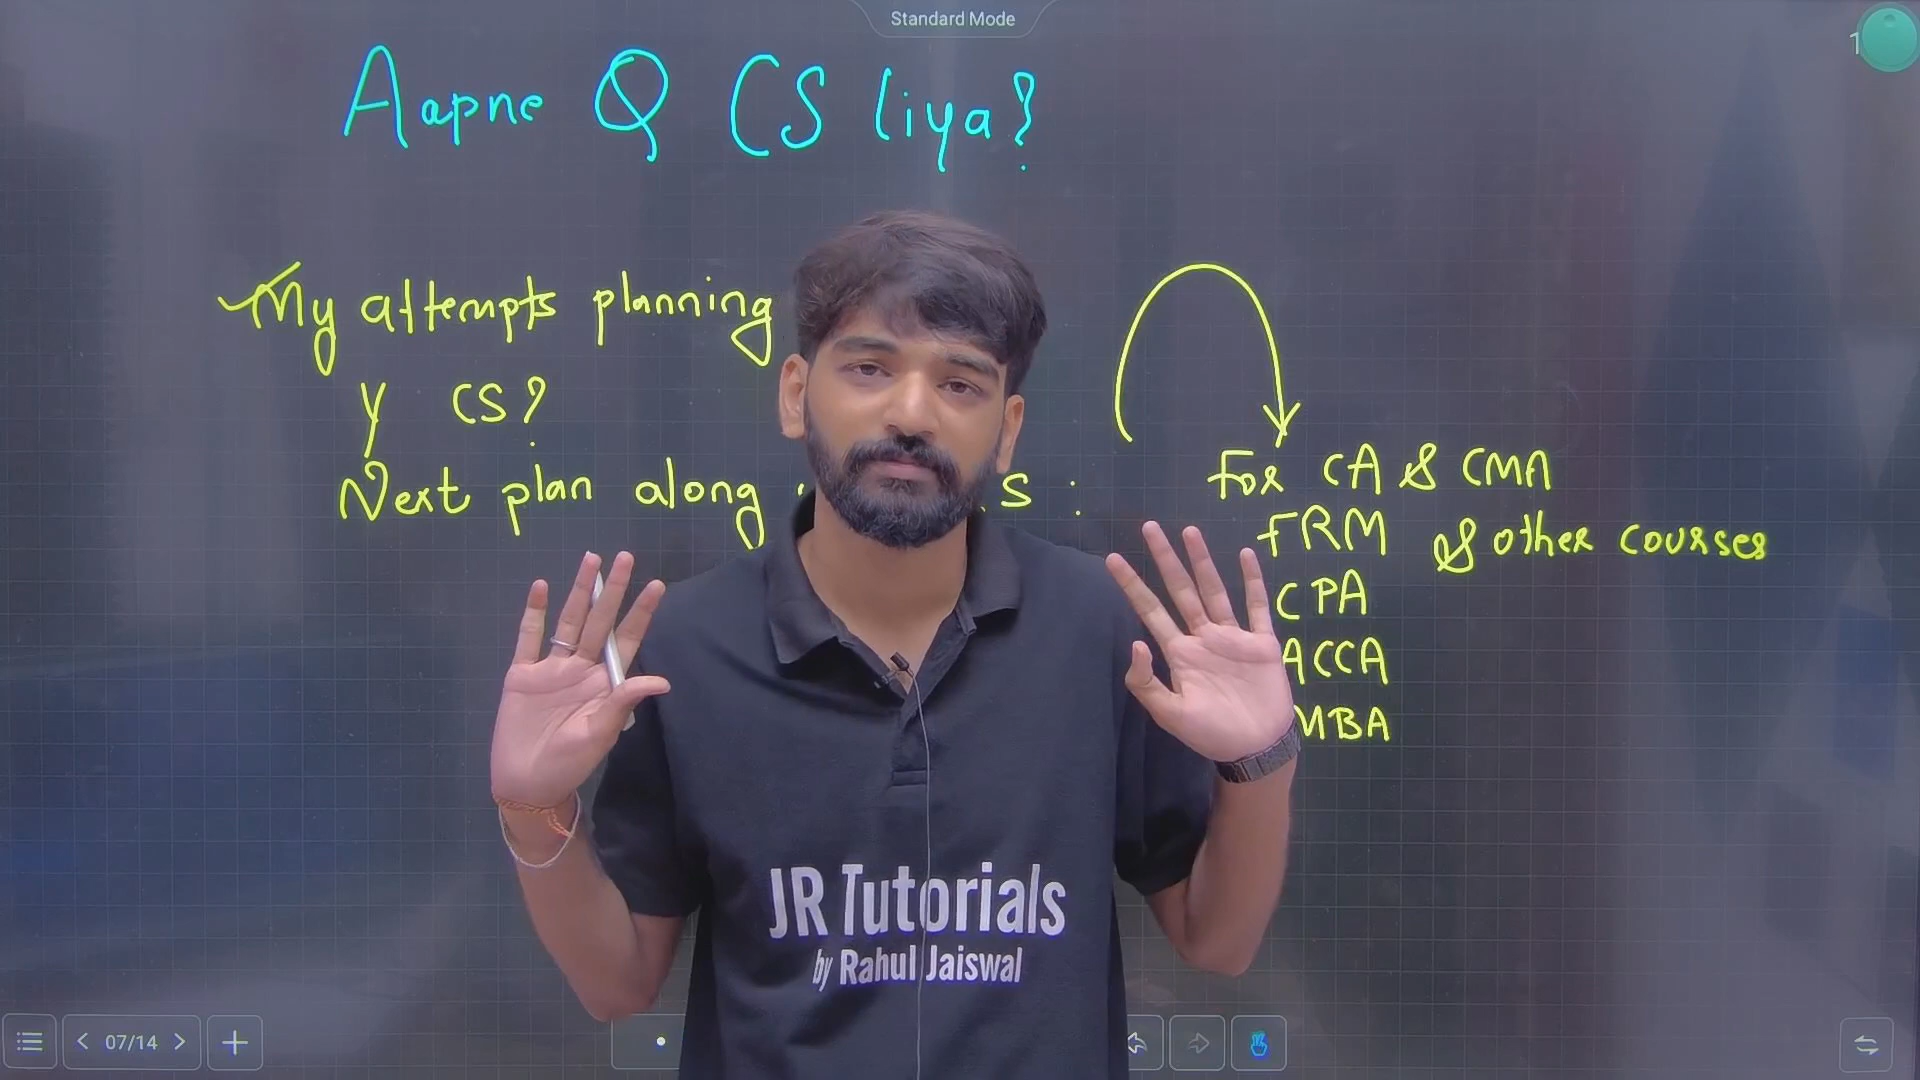 Standard Mode
1
Aapne Q CS liya?
My attempts planning
Y CS?
Next plan along S :
For CA & CMA
FRM & other courses
CPA
ACCA
MBA
JR Tutorials
by Rahul Jaiswal
07/14